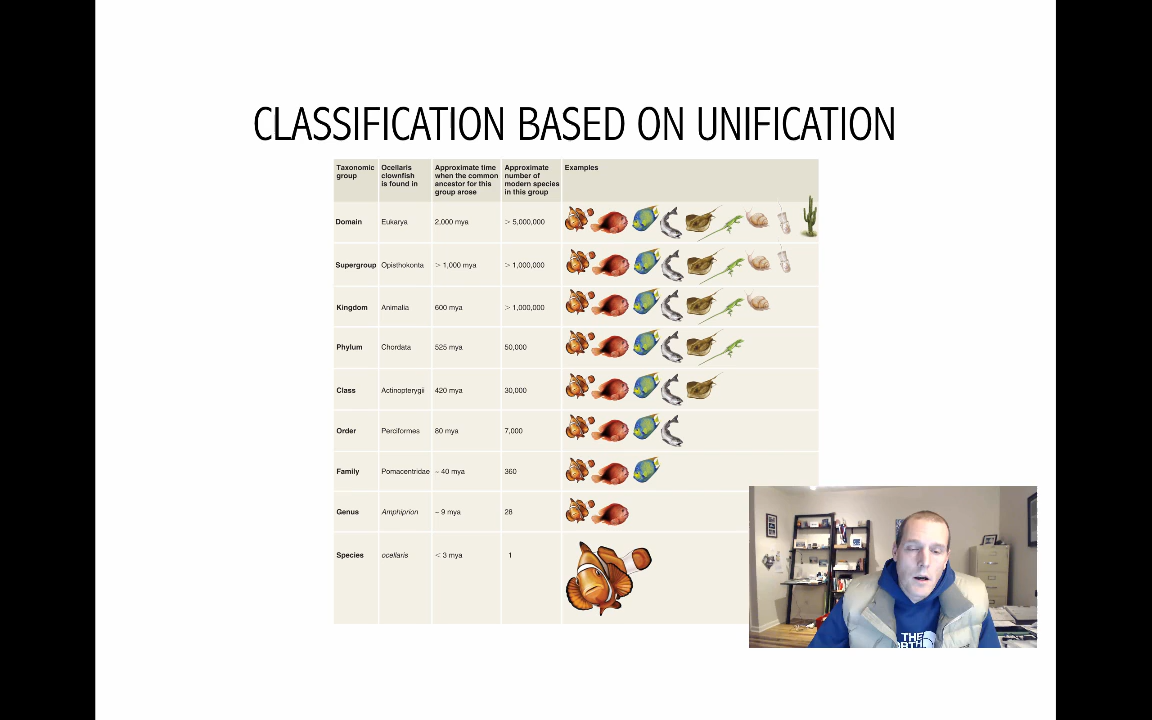 CLASSIFICATION BASED ON UNIFICATION
Taxonomic group
Ocellaris clownfish is found in
Approximate time when the common ancestor for this group arose
Approximate number of modern species in this group
Examples
Domain Eukarya 2,000 mya > 5,000,000
Supergroup Opisthokonta > 1,000 mya > 1,000,000
Kingdom Animalia 600 mya > 1,000,000
Phylum Chordata 525 mya 50,000
Class Actinopterygii 420 mya 30,000
Order Perciformes 80 mya 7,000
Family Pomacentridae ~ 40 mya 360
Genus Amphiprion ~ 9 mya 28
Species ocellaris < 3 mya 1
THE
NORTH